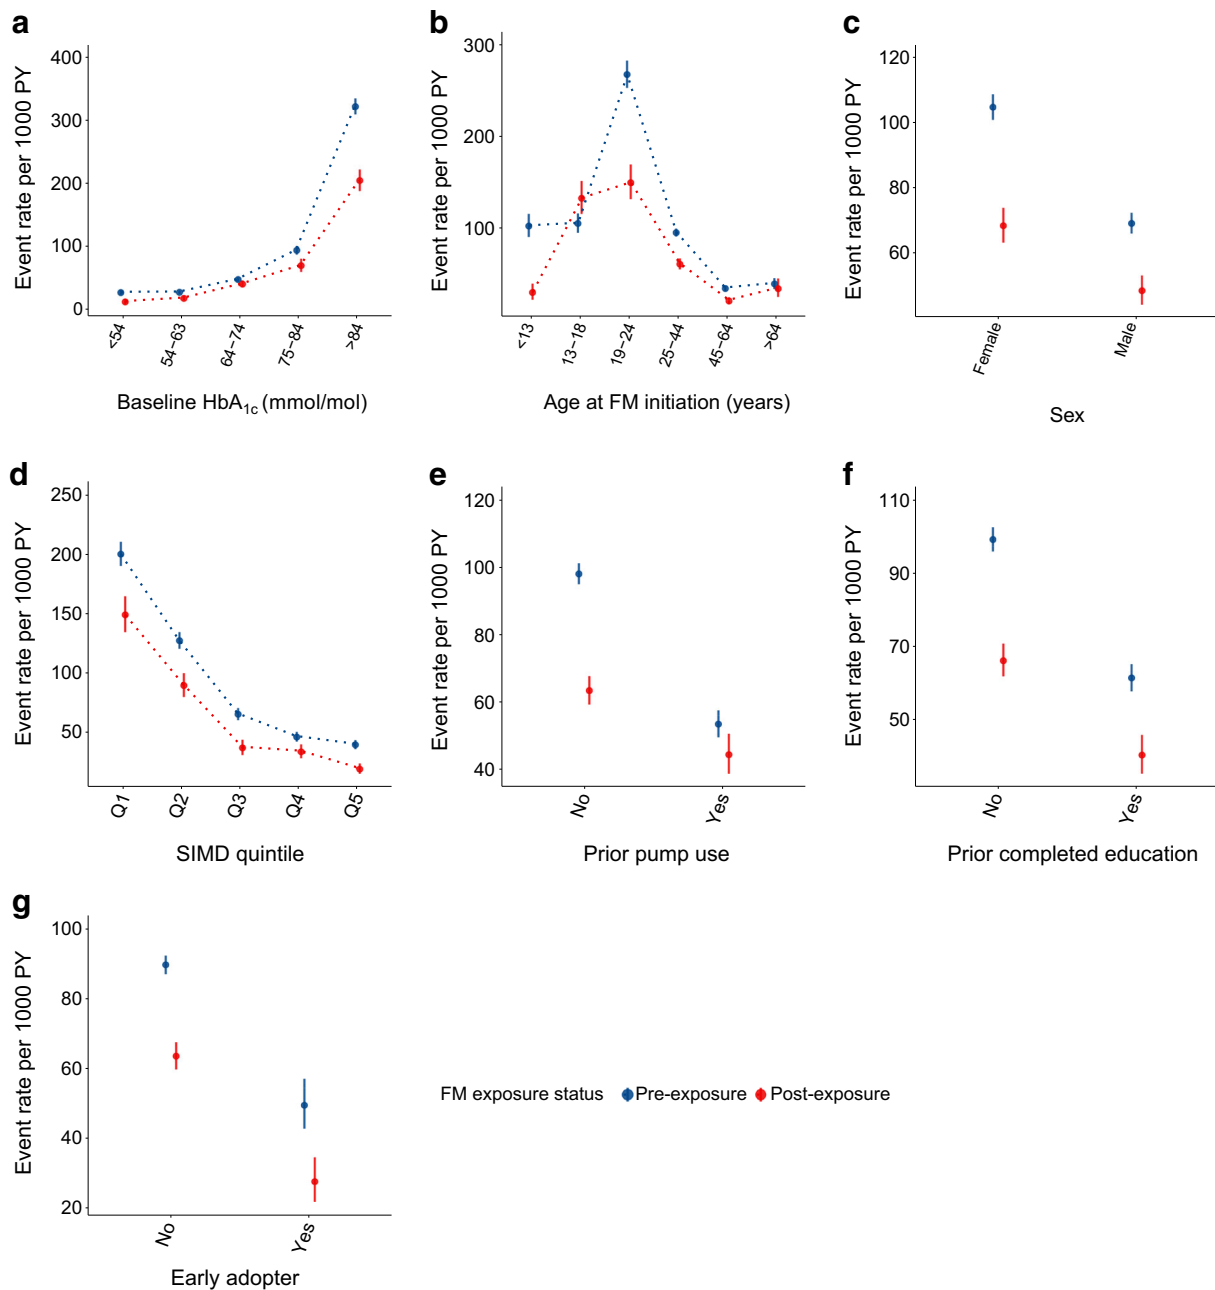 a
Event rate per 1000 PY
400
300
200
100
0
<54
54–63
64–74
75–84
>84
Baseline HbA1c (mmol/mol)
b
Event rate per 1000 PY
300
200
100
<13
13–18
19–24
25–44
45–64
>64
Age at FM initiation (years)
c
Event rate per 1000 PY
120
100
80
60
Female
Male
Sex
d
Event rate per 1000 PY
250
200
150
100
50
Q1
Q2
Q3
Q4
Q5
SIMD quintile
e
Event rate per 1000 PY
120
100
80
60
40
No
Yes
Prior pump use
f
Event rate per 1000 PY
110
90
70
50
No
Yes
Prior completed education
g
Event rate per 1000 PY
100
80
60
40
20
No
Yes
Early adopter
FM exposure status Pre-exposure Post-exposure